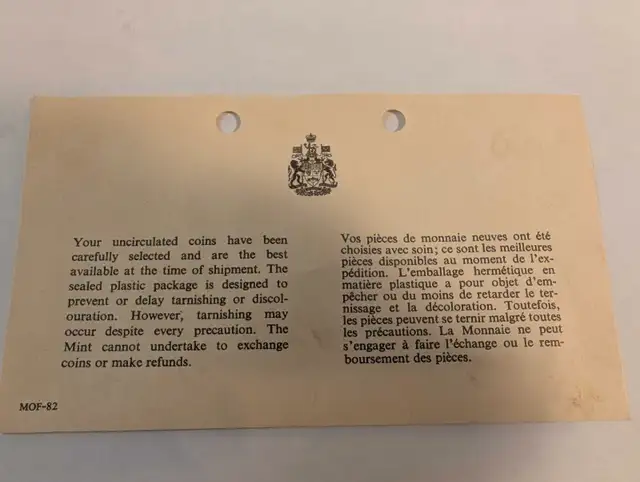 Your uncirculated coins have been
carefully selected and are the best
available at the time of shipment. The
sealed plastic package is designed to
prevent or delay tarnishing or discol-
ouration. However, tarnishing may
occur despite every precaution. The
Mint cannot undertake to exchange
coins or make refunds.
Vos pièces de monnaie neuves ont été
choisies avec soin; ce sont les meilleures
pièces disponibles au moment de l'ex-
pédition. L'emballage hermétique en
matière plastique a pour objet d'em-
pêcher ou du moins de retarder le ter-
nissage et la décoloration. Toutefois,
les pièces peuvent se ternir malgré toutes
les précautions. La Monnaie ne peut
s'engager à faire l'échange ou le rem-
boursement des pièces.
MOF-82